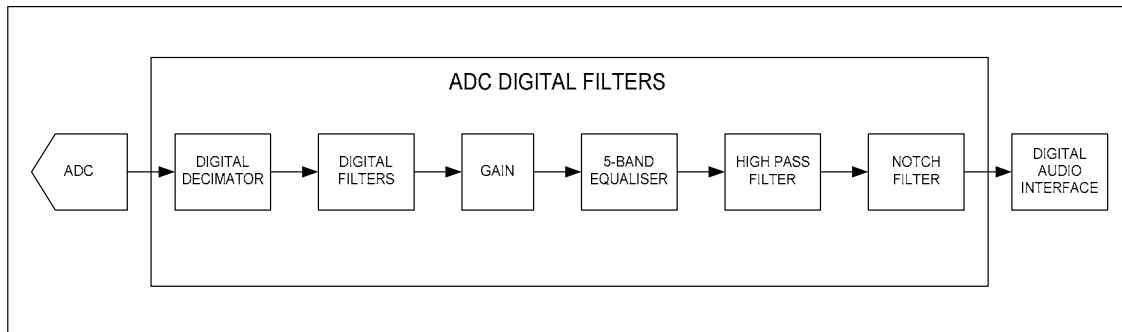 ADC DIGITAL FILTERS
ADC
DIGITAL
DECIMATOR
DIGITAL
FILTERS
GAIN
5-BAND
EQUALISER
HIGH PASS
FILTER
NOTCH
FILTER
DIGITAL
AUDIO
INTERFACE